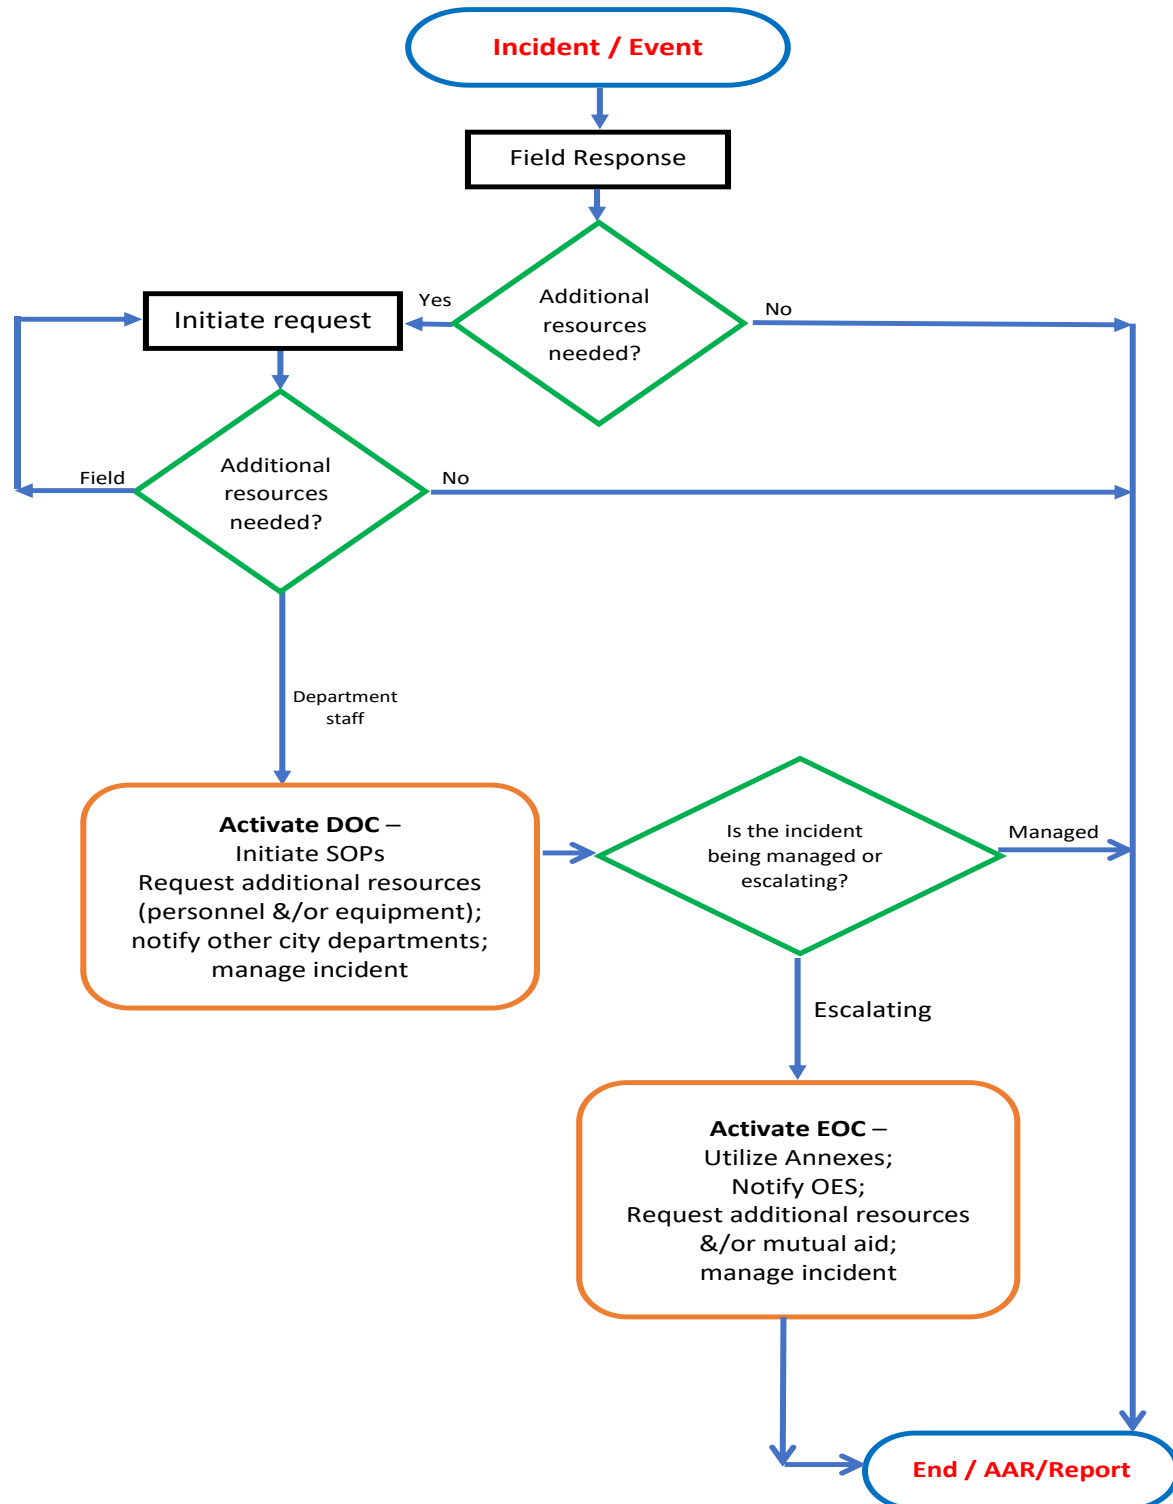 Incident / Event
Field Response
Additional
resources
needed?
Yes
No
Initiate request
Additional
resources
needed?
Field
No
Department
staff
Activate DOC –
Initiate SOPs
Request additional resources
(personnel &/or equipment);
notify other city departments;
manage incident
Is the incident
being managed or
escalating?
Managed
Escalating
Activate EOC –
Utilize Annexes;
Notify OES;
Request additional resources
&/or mutual aid;
manage incident
End / AAR/Report